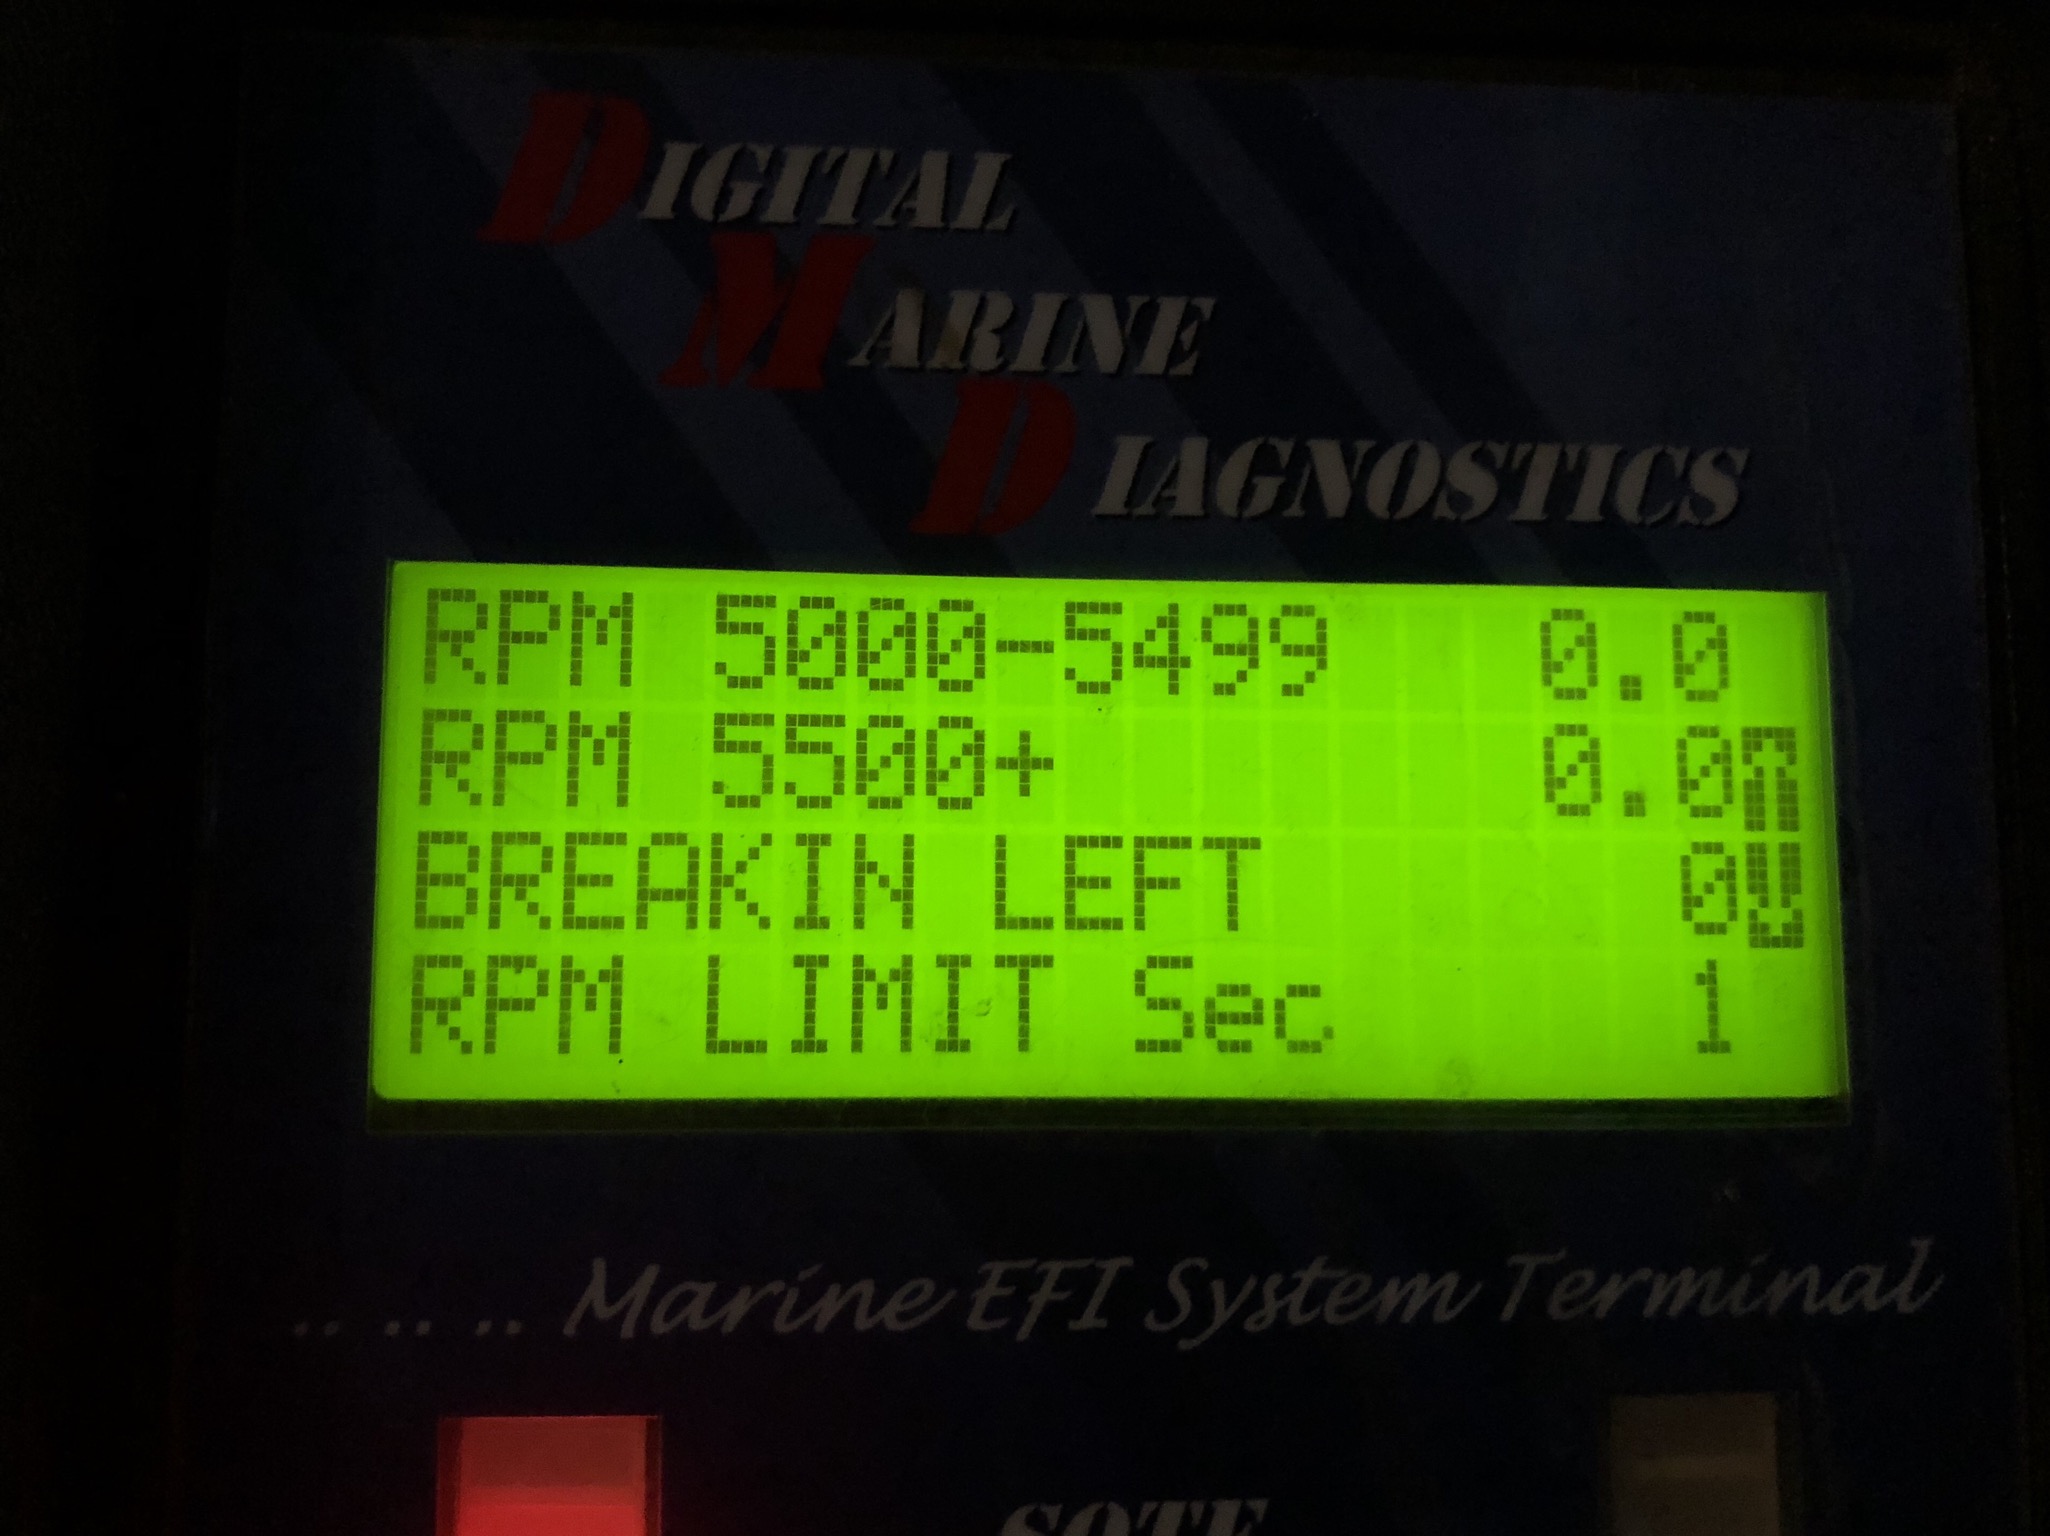 DIGITAL
MARINE
DIAGNOSTICS
RPM 5000-5499 0.0
RPM 5500+ 0.0
BREAKIN LEFT 0
RPM LIMIT Sec 1
.. .. .. Marine EFI System Terminal